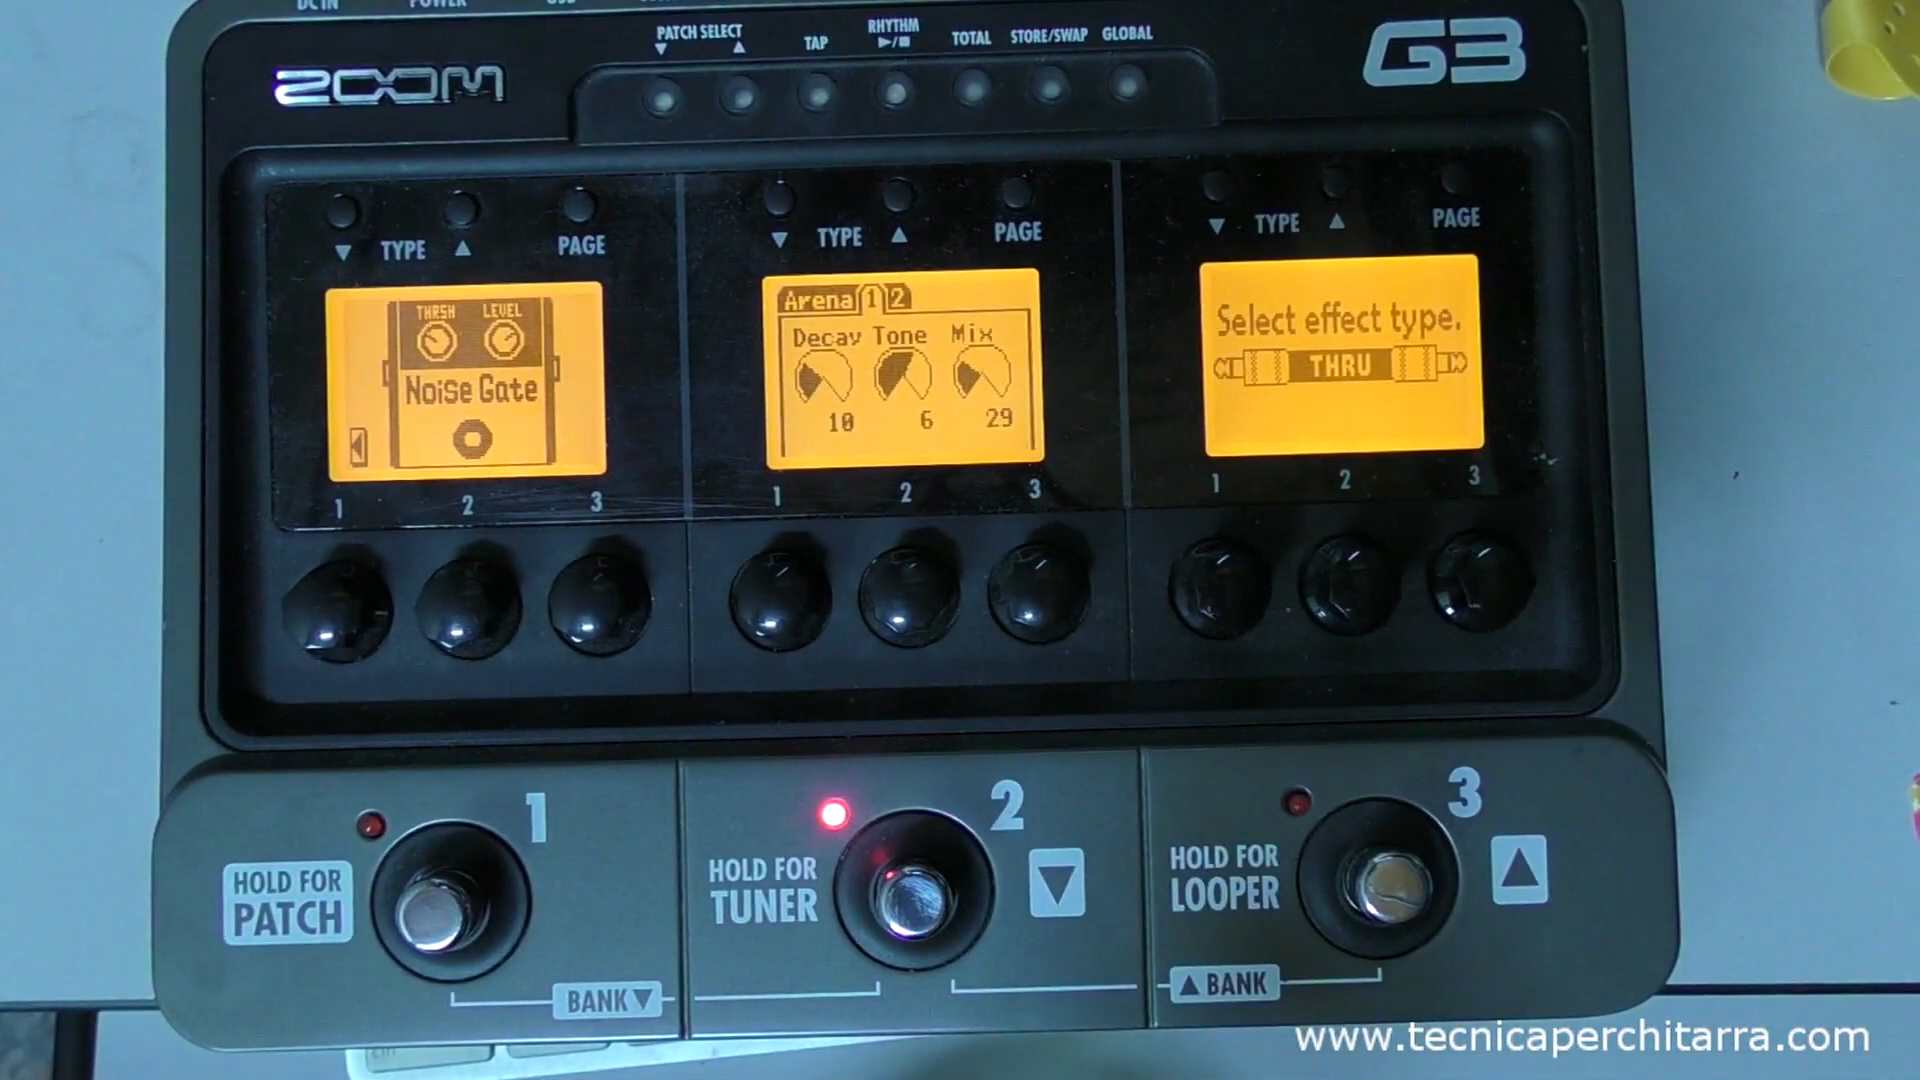 DC IN POWER USB
PATCH SELECT
▼ ▲
TAP
RHYTHM
▶/■
TOTAL
STORE/SWAP
GLOBAL
ZOOM
G3
▼ TYPE ▲ PAGE
▼ TYPE ▲ PAGE
▼ TYPE ▲ PAGE
THRSH LEVEL
Noise Gate
Arena 1 2
Decay Tone Mix
10 6 29
Select effect type.
THRU
1 2 3
1 2 3
1 2 3
1
HOLD FOR
PATCH
2
HOLD FOR
TUNER
▼
3
HOLD FOR
LOOPER
▲
BANK ▼
▲ BANK
www.tecnicaperchitarra.com